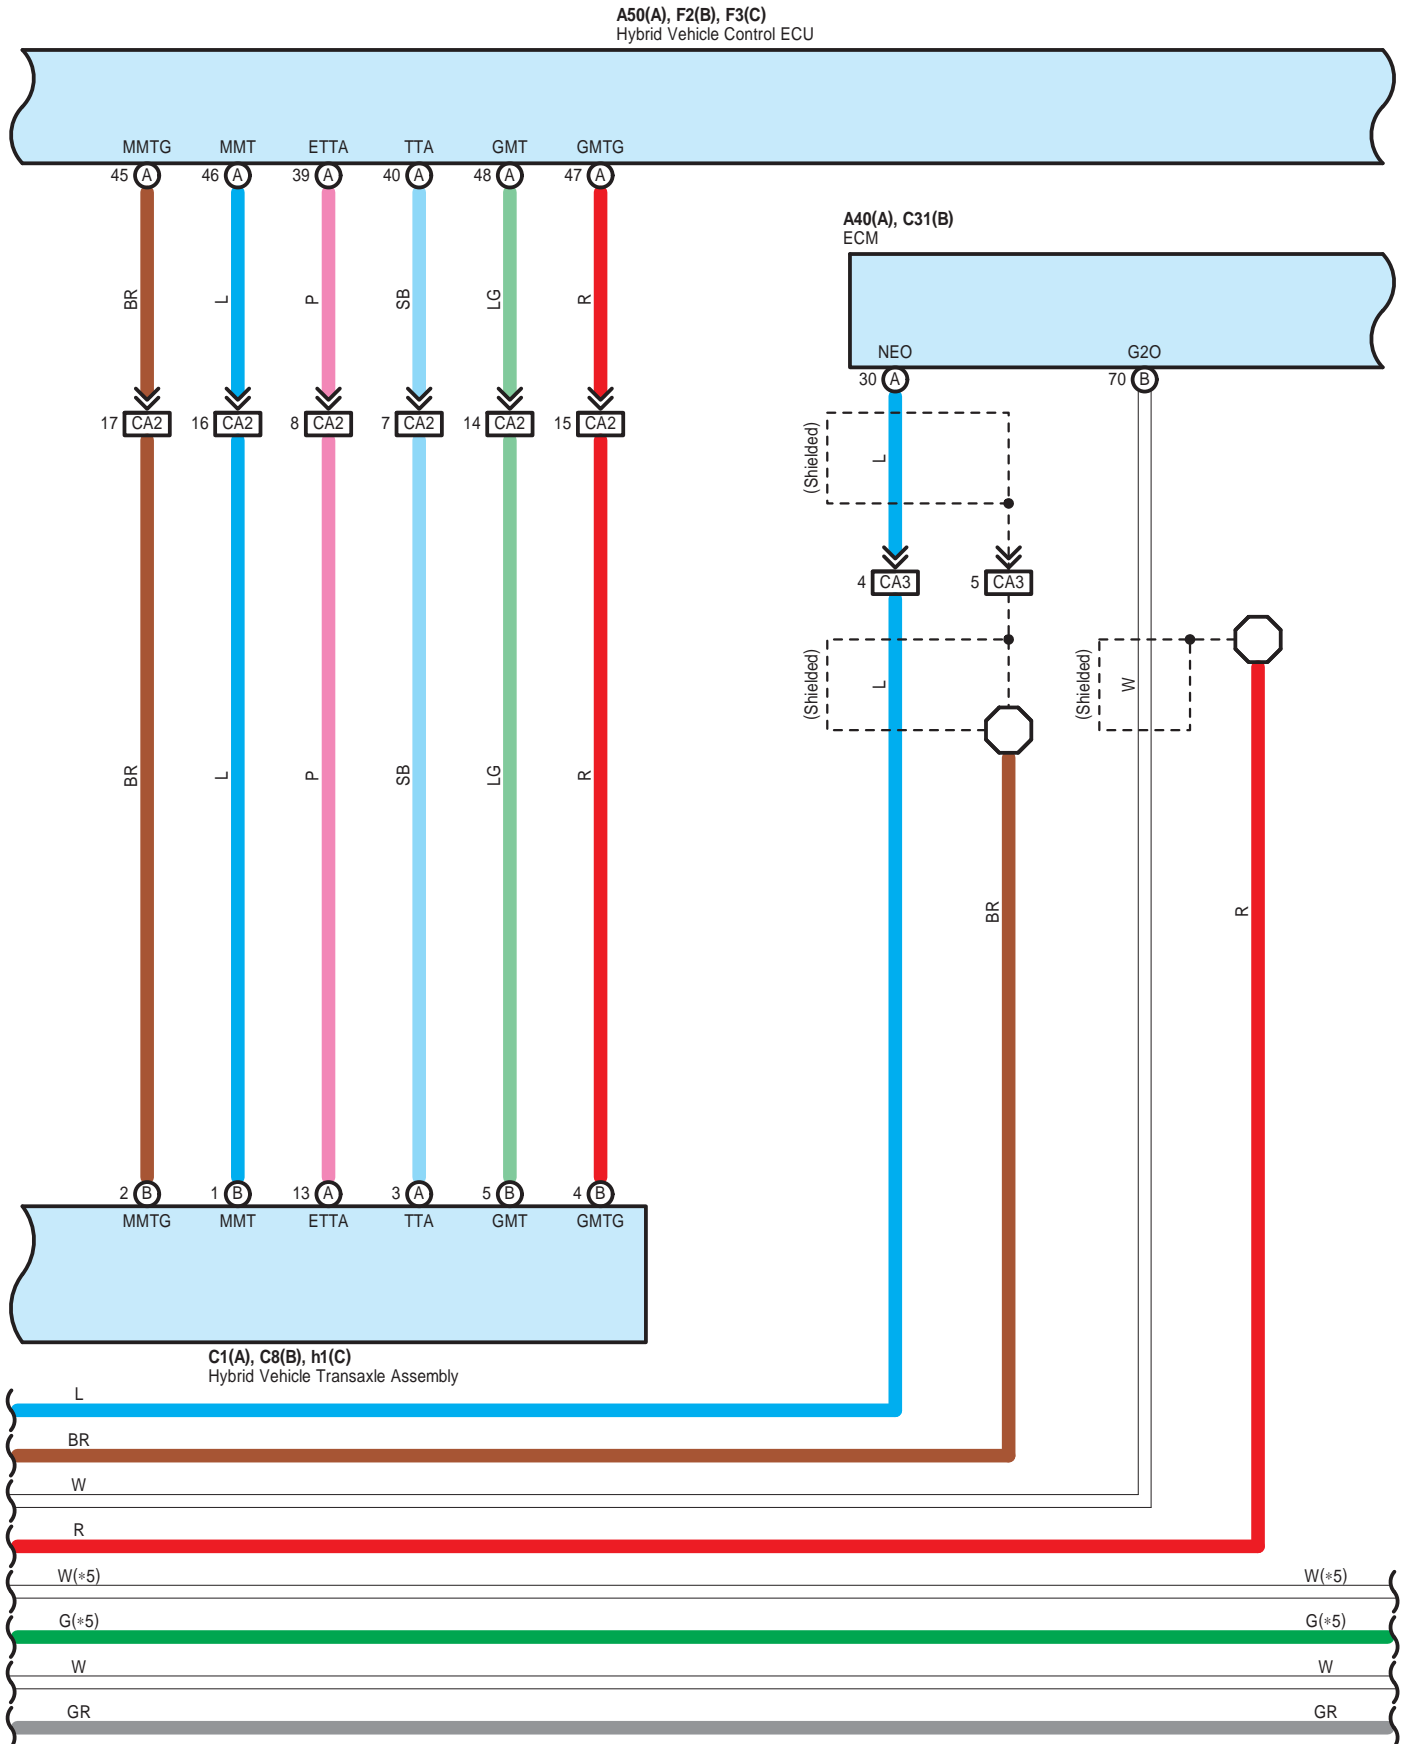 A50(A), F2(B), F3(C)
Hybrid Vehicle Control ECU
MMTG MMT ETTA TTA GMT GMTG
45 A 46 A 39 A 40 A 48 A 47 A
A40(A), C31(B)
ECM
BR L P SB LG R
NEO G2O
30 A 70 B
17 CA2 16 CA2 8 CA2 7 CA2 14 CA2 15 CA2
(Shielded) L
4 CA3 5 CA3
(Shielded) L (Shielded) W
BR L P SB LG R
BR R
2 B 1 B 13 A 3 A 5 B 4 B
MMTG MMT ETTA TTA GMT GMTG
C1(A), C8(B), h1(C)
Hybrid Vehicle Transaxle Assembly
L
BR
W
R
W(*5) W(*5)
G(*5) G(*5)
W W
GR GR